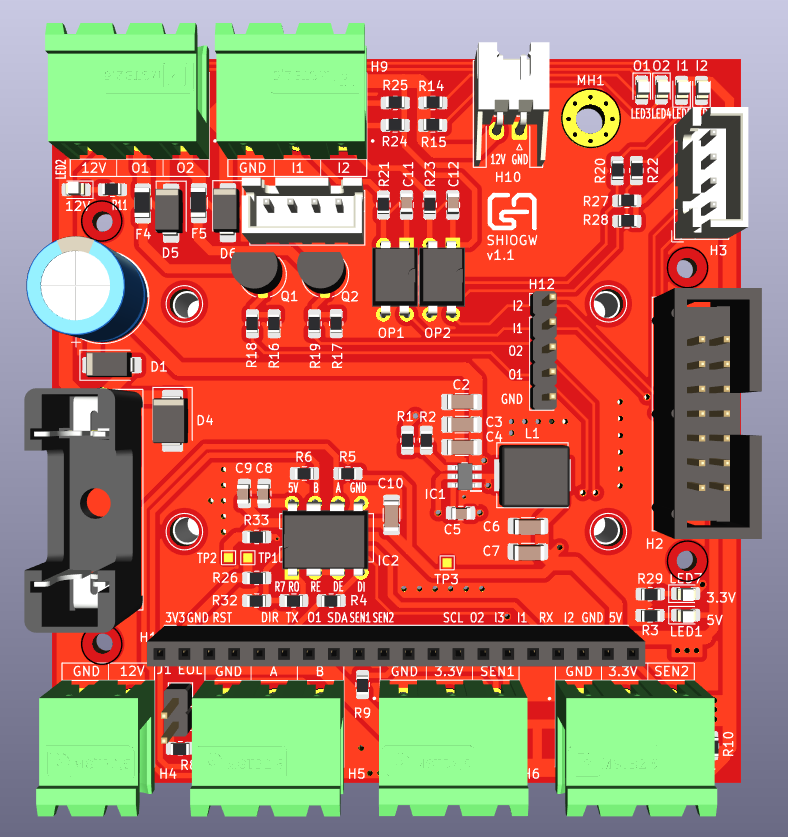 H9
R25 R14
R24 R15
12V GND
H10
MH1
O1 O2 I1 I2
LED3 LED4
LED2
12V O1 O2
GND I1 I2
12V
R11
F4
D5
F5
D6
R21
C11
R23
C12
SHIOGW
v1.1
R20
R22
R27
R28
H3
Q1
Q2
OP1 OP2
H12
I2
I1
O2
O1
GND
R18
R16
R19
R17
+
D1
D4
C2
C3
C4
R1 R2
L1
IC1
C5
C6
C7
H2
R6 R5
5V B A GND
C9 C8
C10
R33
TP2 TP1
IC2
R26
R7 RO RE DE DI
R32
R4
TP3
R29
LED7
3.3V
5V
R3
LED1
3V3 GND RST DIR TX O1 SDA SEN1 SEN2 SCL O2 I3 I1 RX I2 GND 5V
GND 12V
J1 EOL
GND A B
GND 3.3V SEN1
GND 3.3V SEN2
R9
R10
H4
H5
H6